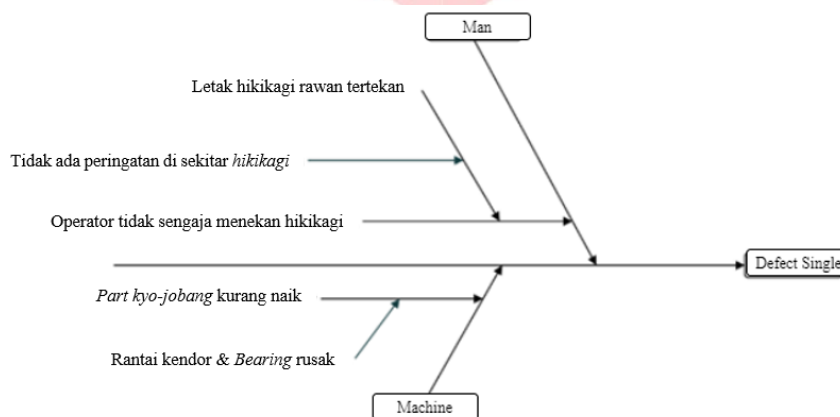 Man
Letak hikikagi rawan tertekan
Tidak ada peringatan di sekitar hikikagi
Operator tidak sengaja menekan hikikagi
Defect Single
Part kyo-jobang kurang naik
Rantai kendor & Bearing rusak
Machine